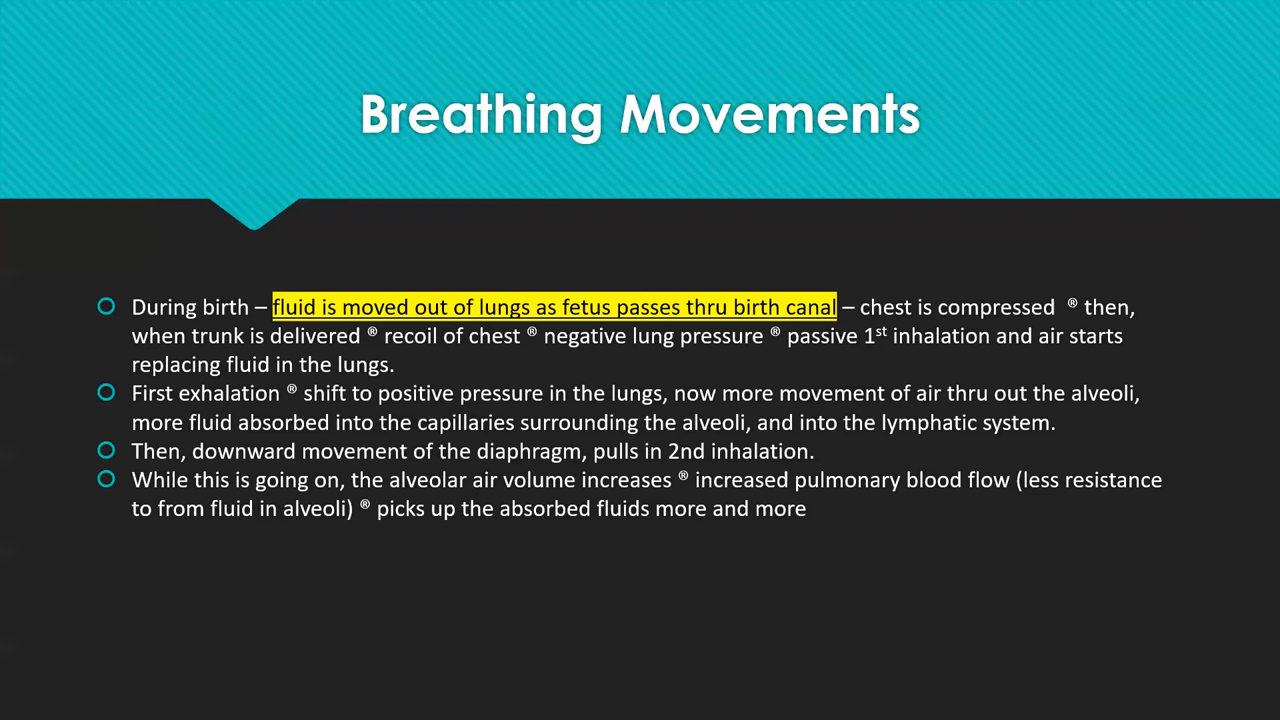 Breathing Movements
During birth – fluid is moved out of lungs as fetus passes thru birth canal – chest is compressed ® then,
when trunk is delivered ® recoil of chest ® negative lung pressure ® passive 1st inhalation and air starts
replacing fluid in the lungs.
First exhalation ® shift to positive pressure in the lungs, now more movement of air thru out the alveoli,
more fluid absorbed into the capillaries surrounding the alveoli, and into the lymphatic system.
Then, downward movement of the diaphragm, pulls in 2nd inhalation.
While this is going on, the alveolar air volume increases ® increased pulmonary blood flow (less resistance
to from fluid in alveoli) ® picks up the absorbed fluids more and more